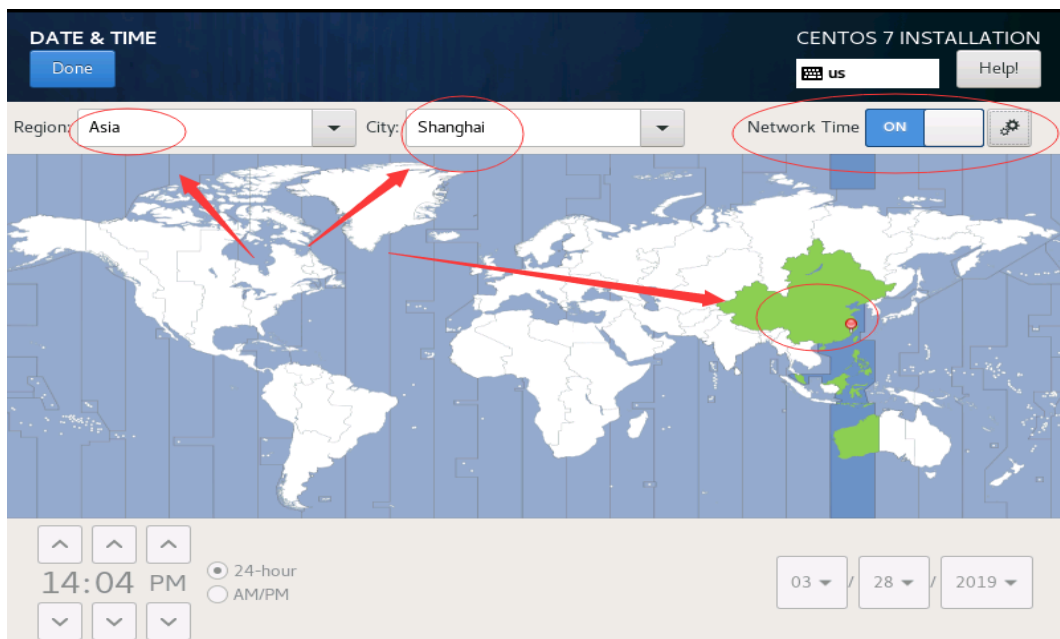 DATE & TIME
CENTOS 7 INSTALLATION
Done
us
Help!
Region: Asia
City: Shanghai
Network Time ON
14:04 PM
24-hour
AM/PM
03 / 28 / 2019